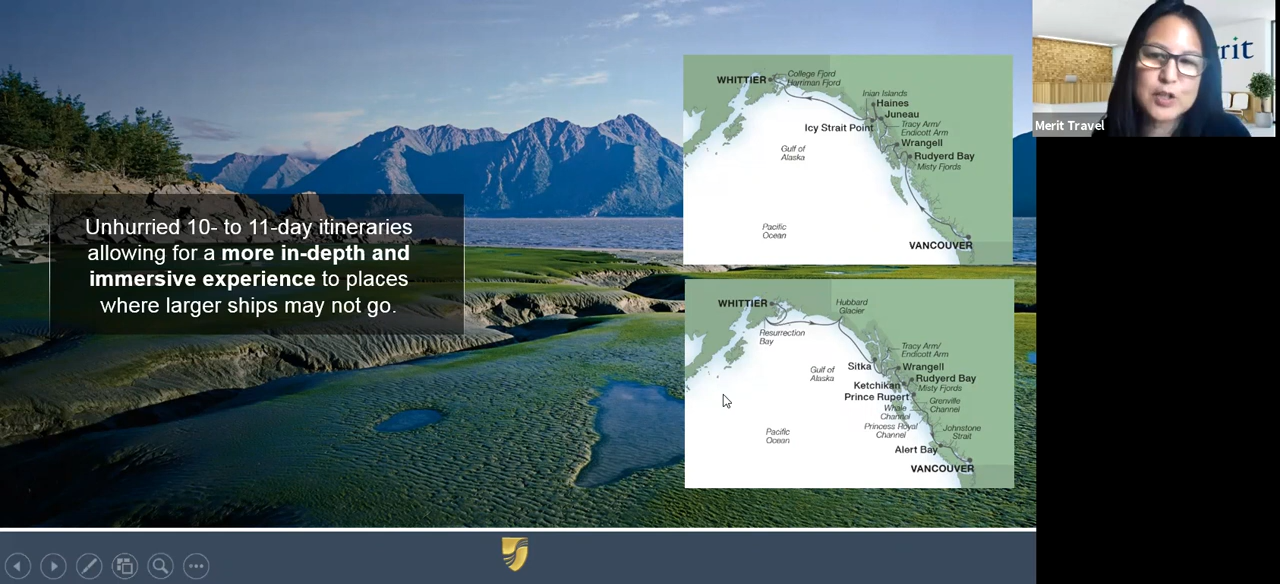 Unhurried 10- to 11-day itineraries
allowing for a more in-depth and
immersive experience to places
where larger ships may not go.
WHITTIER
College Fjord
Harriman Fjord
Inian Islands
Haines
Juneau
Icy Strait Point
Tracy Arm/
Endicott Arm
Wrangell
Gulf of
Alaska
Rudyerd Bay
Misty Fjords
Pacific
Ocean
VANCOUVER
WHITTIER
Hubbard
Glacier
Resurrection
Bay
Tracy Arm/
Endicott Arm
Sitka
Wrangell
Gulf of
Alaska
Rudyerd Bay
Ketchikan
Misty Fjords
Prince Rupert
Grenville
Channel
Whale
Channel
Princess Royal
Channel
Johnstone
Strait
Pacific
Ocean
Alert Bay
VANCOUVER
rit
Merit Travel